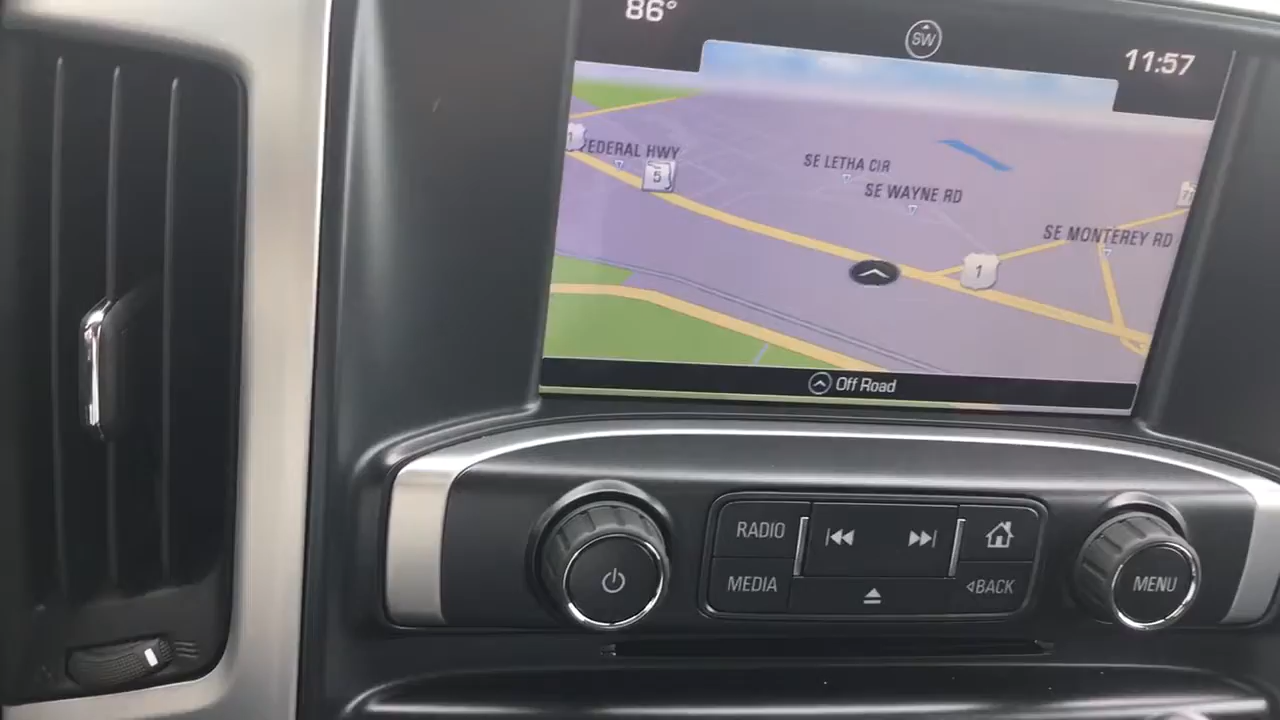 86°
SW
11:57
1
FEDERAL HWY
5
SE LETHA CIR
SE WAYNE RD
SE MONTEREY RD
1
Off Road
RADIO
MEDIA
BACK
MENU